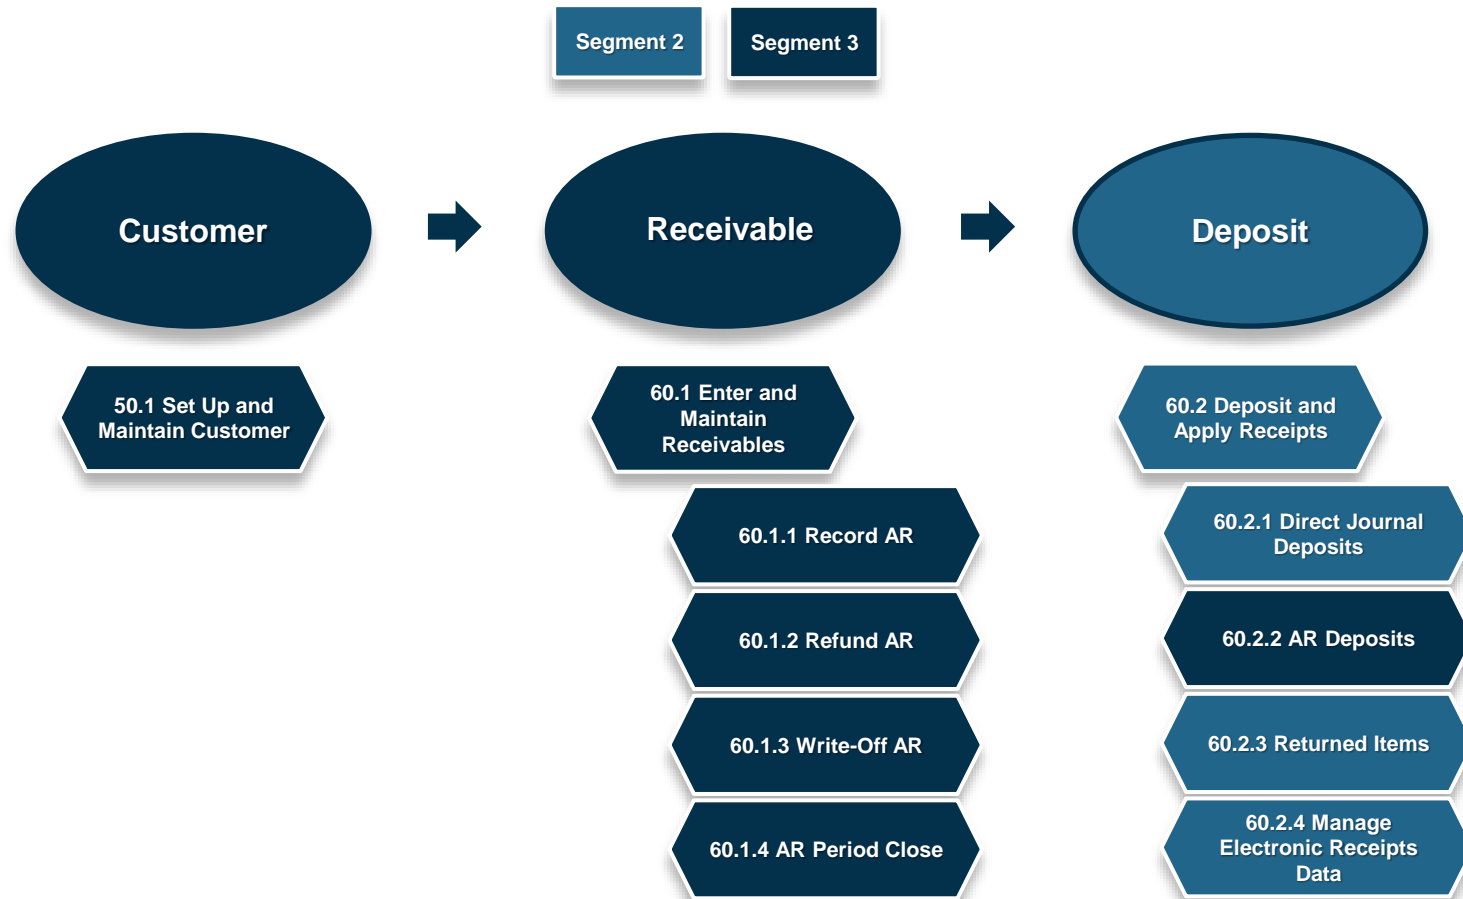 Segment 2
Segment 3
Customer
Receivable
Deposit
50.1 Set Up and
Maintain Customer
60.1 Enter and
Maintain
Receivables
60.2 Deposit and
Apply Receipts
60.1.1 Record AR
60.1.2 Refund AR
60.1.3 Write-Off AR
60.1.4 AR Period Close
60.2.1 Direct Journal
Deposits
60.2.2 AR Deposits
60.2.3 Returned Items
60.2.4 Manage
Electronic Receipts
Data